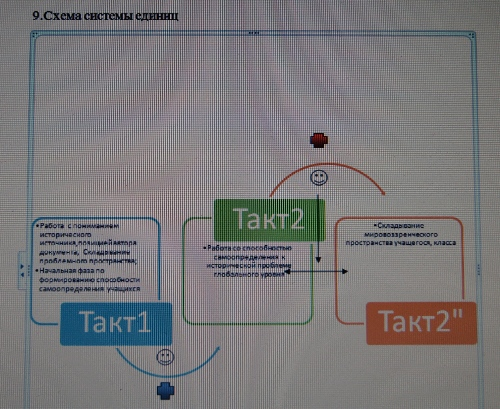 9.Схема системы единиц
Такт2
•Работа с пониманием
исторического
источника,позицией автора
документа, Складывание
проблемного пространства;
•Начальная фаза по
формированию способности
самоопределения учащихся
•Работа со способностью
самоопределения к
исторической проблеме
глобального уровня
•Складывание
мировоззренческого
пространства учащегося, класса
Такт1
Такт2"